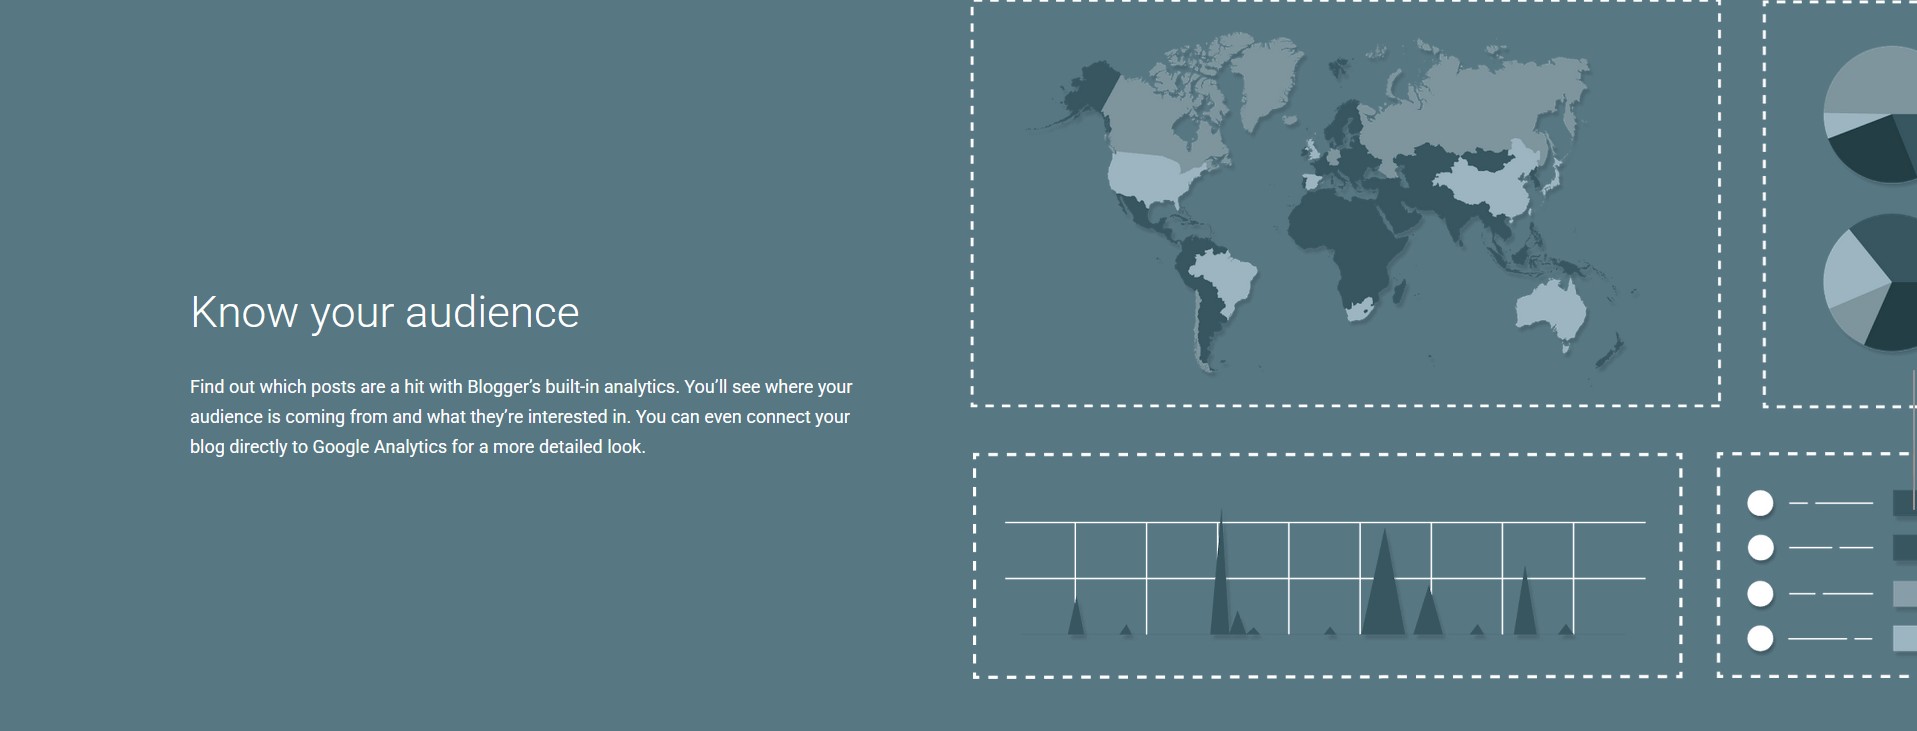 Know your audience
Find out which posts are a hit with Blogger’s built-in analytics. You’ll see where your
audience is coming from and what they’re interested in. You can even connect your
blog directly to Google Analytics for a more detailed look.